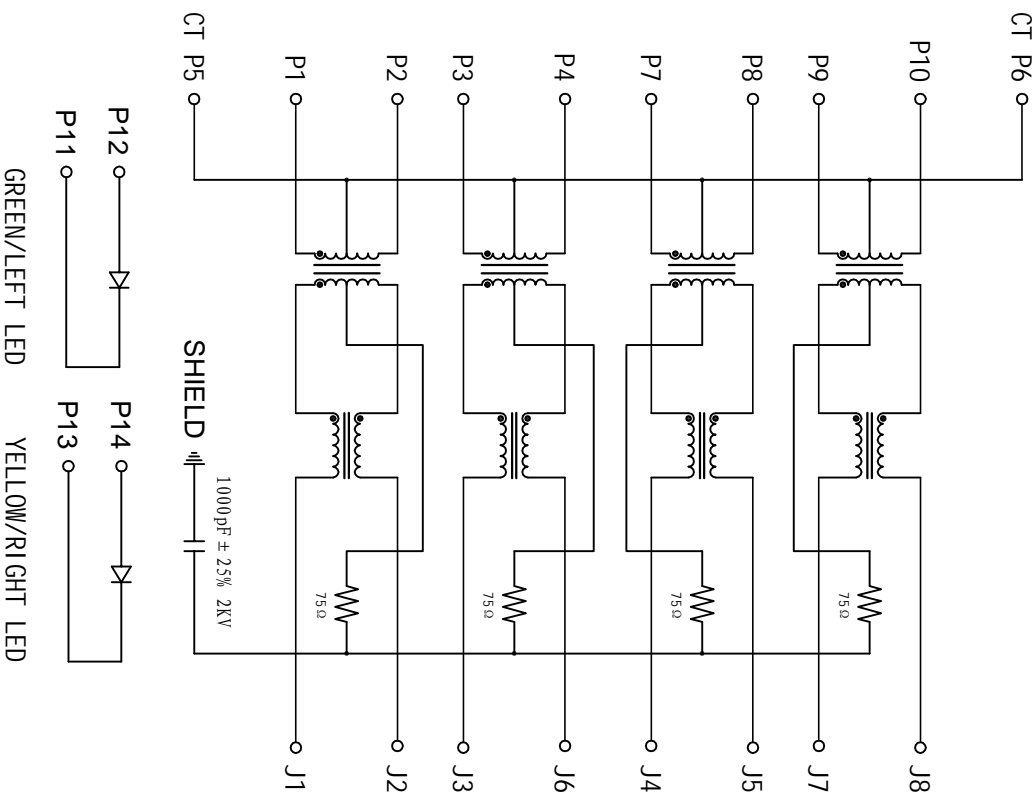 CT P6
P10
P9
P8
P7
P4
P3
P2
P1
CT P5
J8
J7
J5
J4
J6
J3
J2
J1
75Ω
75Ω
75Ω
75Ω
1000pF ± 25% 2KV
SHIELD
P12
P11
GREEN/LEFT LED
P14
P13
YELLOW/RIGHT LED